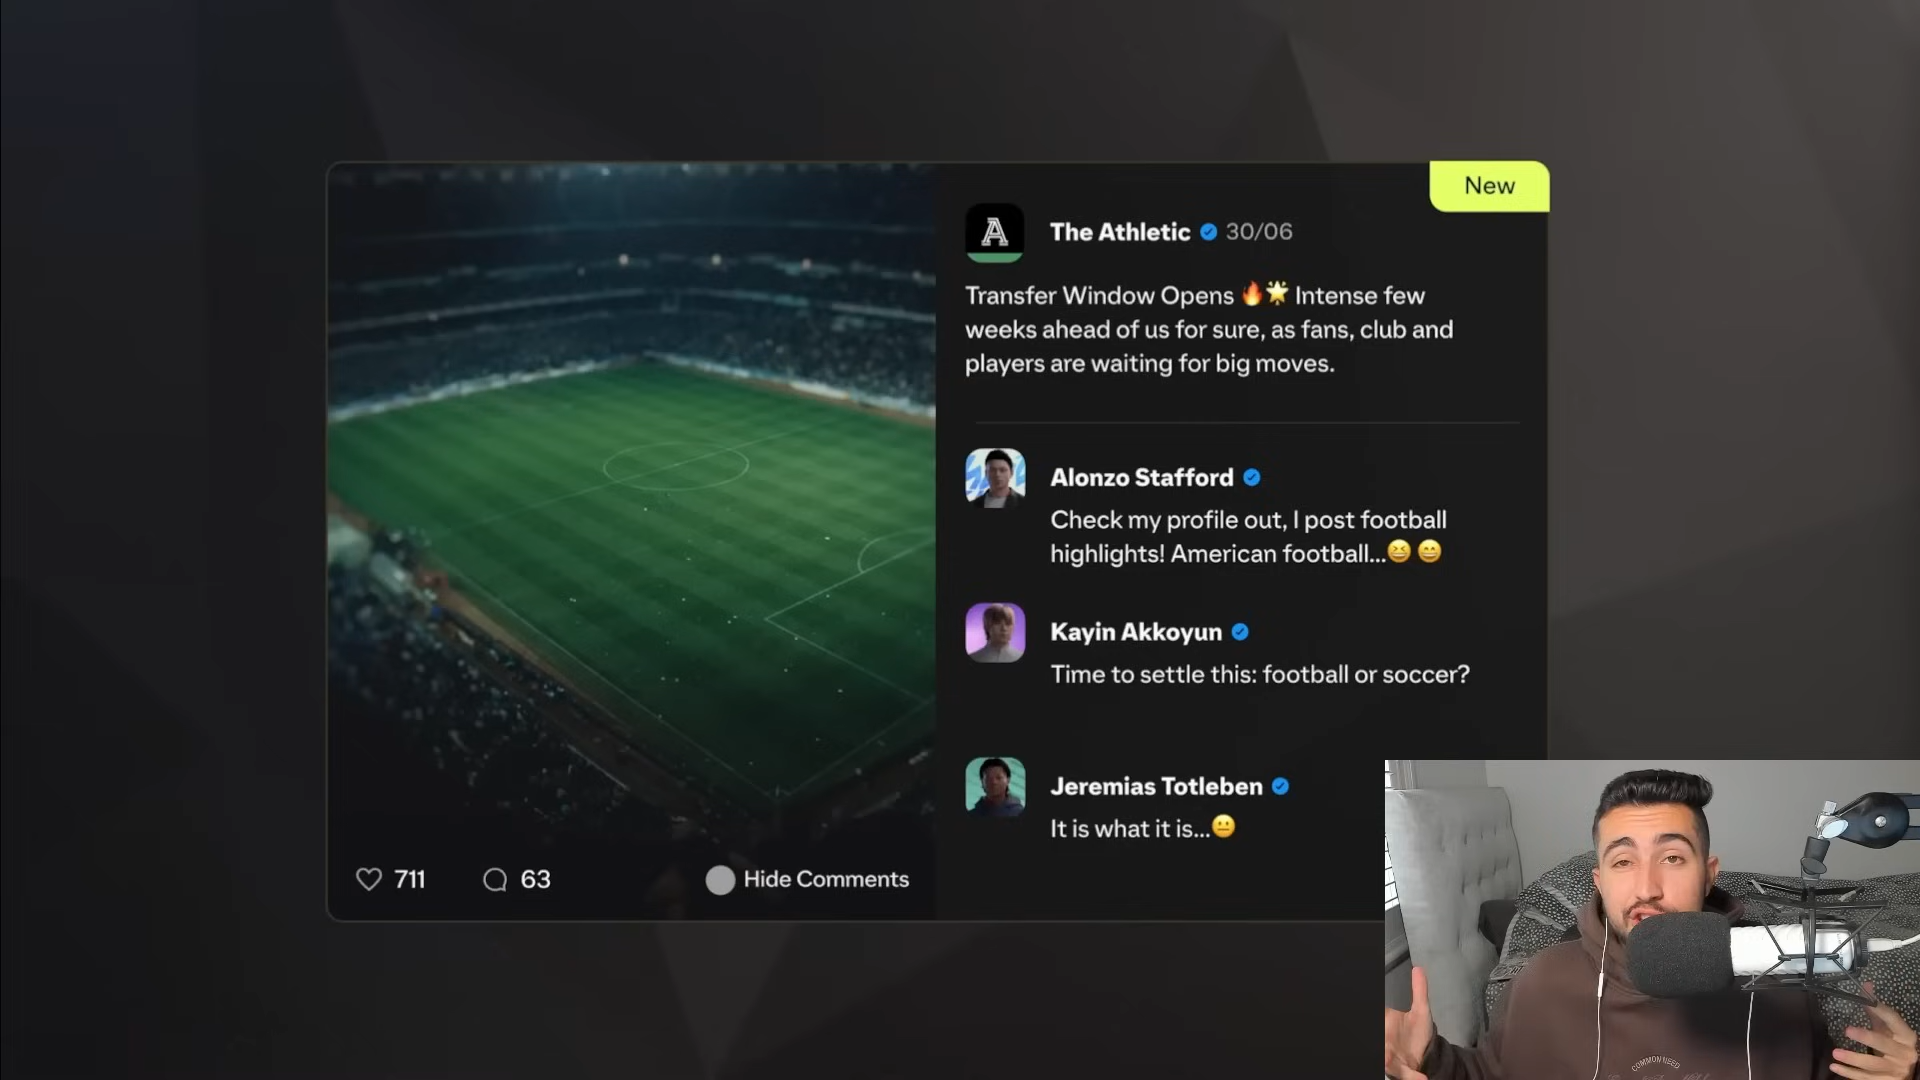 New
The Athletic 30/06
Transfer Window Opens 🔥🌟 Intense few
weeks ahead of us for sure, as fans, club and
players are waiting for big moves.
Alonzo Stafford
Check my profile out, I post football
highlights! American football...😆 😄
Kayin Akkoyun
Time to settle this: football or soccer?
Jeremias Totleben
It is what it is...😐
711 63 Hide Comments
COMMON NEED